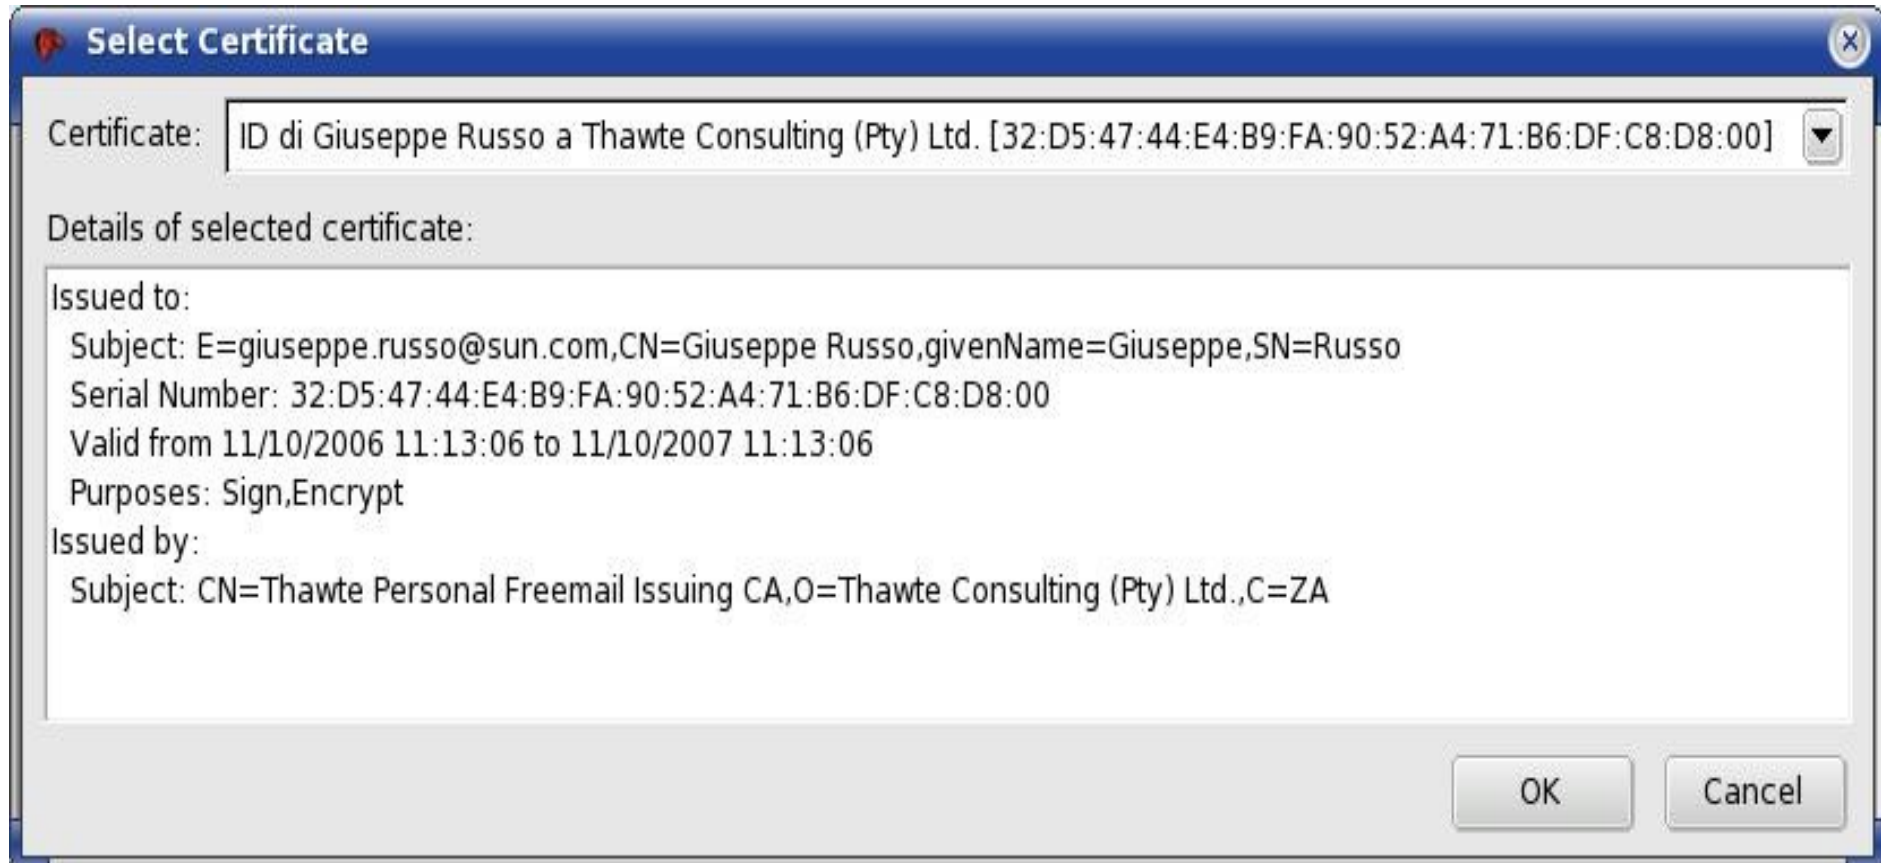 Select Certificate
Certificate: ID di Giuseppe Russo a Thawte Consulting (Pty) Ltd. [32:D5:47:44:E4:B9:FA:90:52:A4:71:B6:DF:C8:D8:00]
Details of selected certificate:
Issued to:
Subject: E=giuseppe.russo@sun.com,CN=Giuseppe Russo,givenName=Giuseppe,SN=Russo
Serial Number: 32:D5:47:44:E4:B9:FA:90:52:A4:71:B6:DF:C8:D8:00
Valid from 11/10/2006 11:13:06 to 11/10/2007 11:13:06
Purposes: Sign,Encrypt
Issued by:
Subject: CN=Thawte Personal Freemail Issuing CA,O=Thawte Consulting (Pty) Ltd.,C=ZA
OK Cancel